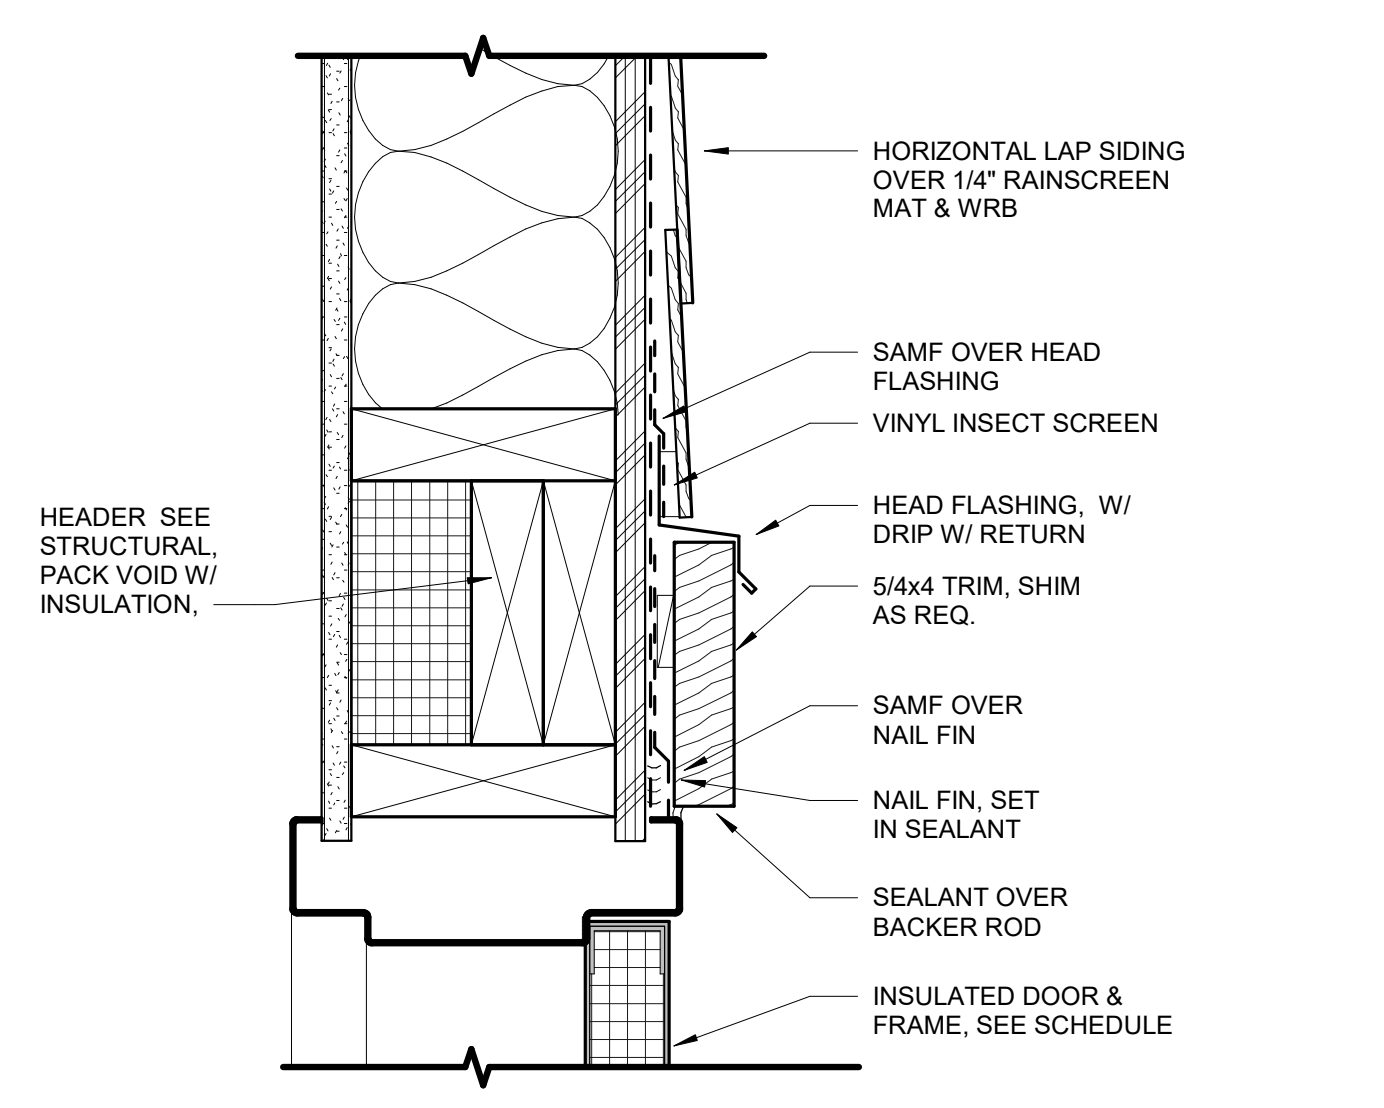 HORIZONTAL LAP SIDING
OVER 1/4" RAINSCREEN
MAT & WRB
SAMF OVER HEAD
FLASHING
VINYL INSECT SCREEN
HEAD FLASHING,  W/
DRIP W/ RETURN
HEADER  SEE
STRUCTURAL,
PACK VOID W/
INSULATION,
5/4x4 TRIM, SHIM
AS REQ.
SAMF OVER
NAIL FIN
NAIL FIN, SET
IN SEALANT
SEALANT OVER
BACKER ROD
INSULATED DOOR &
FRAME, SEE SCHEDULE